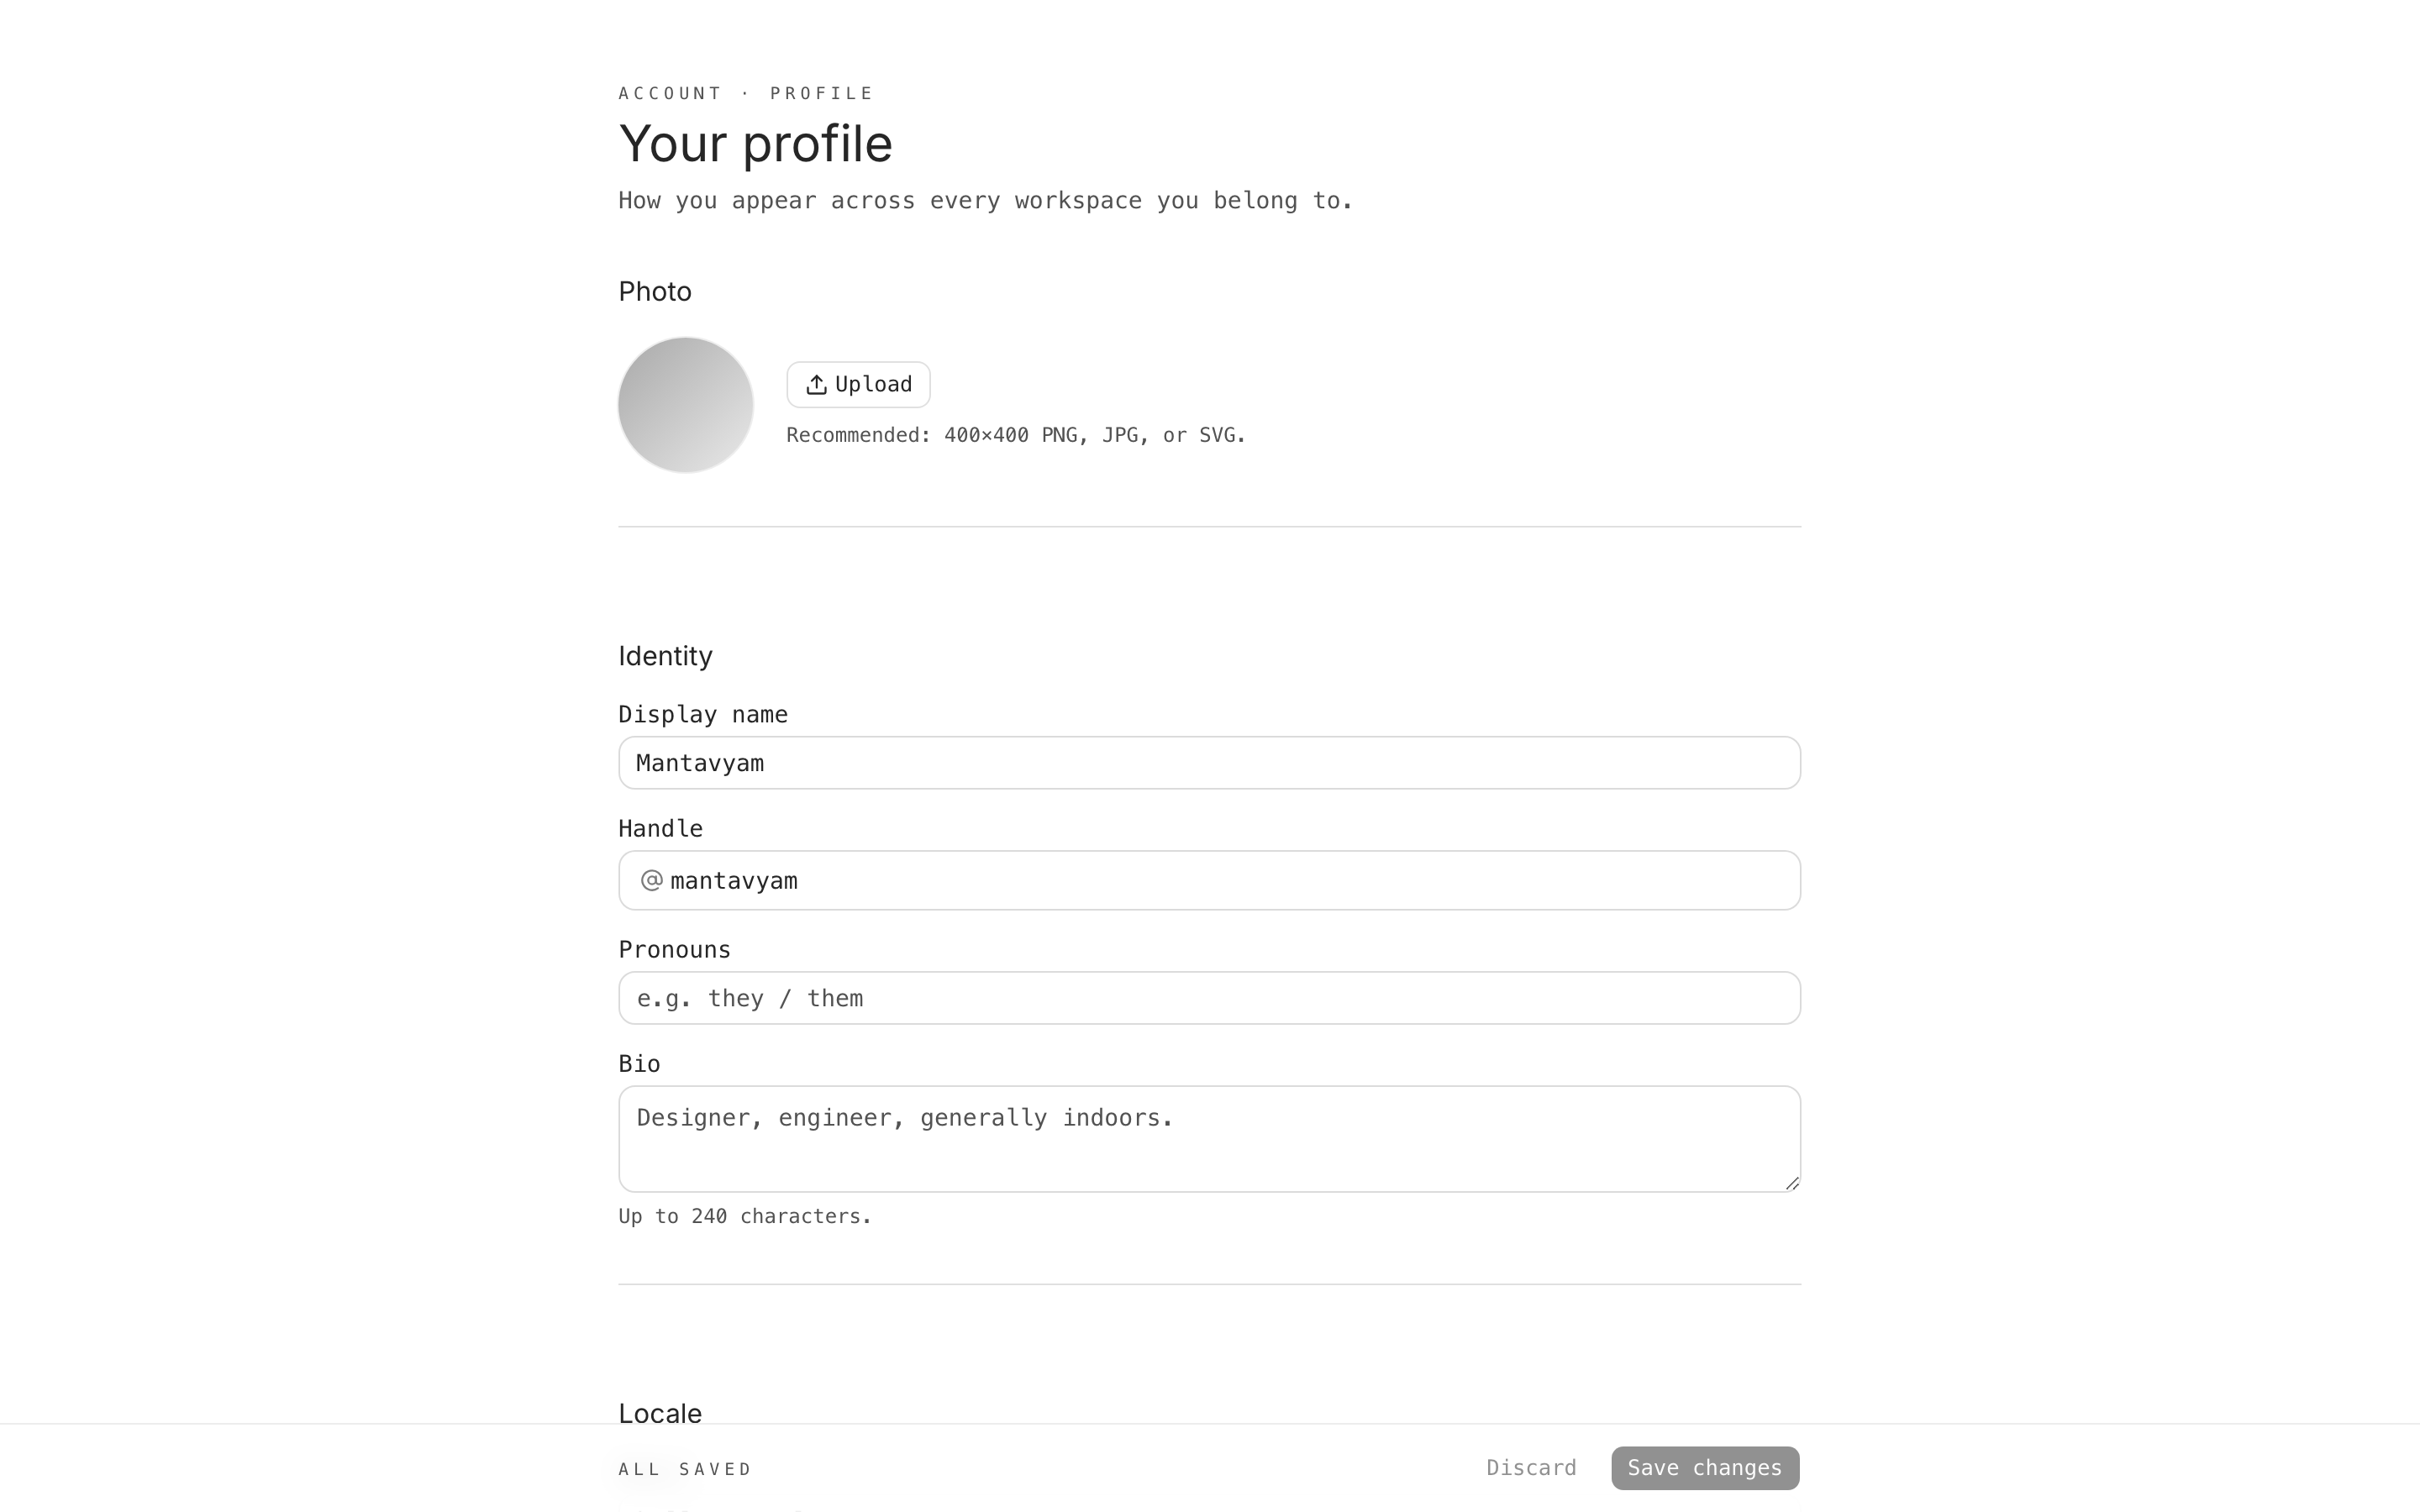 ACCOUNT · PROFILE
Your profile
How you appear across every workspace you belong to.
Photo
Upload
Recommended: 400×400 PNG, JPG, or SVG.
Identity
Display name
Mantavyam
Handle
@ mantavyam
Pronouns
e.g. they / them
Bio
Designer, engineer, generally indoors.
Up to 240 characters.
Locale
ALL SAVED
Discard
Save changes